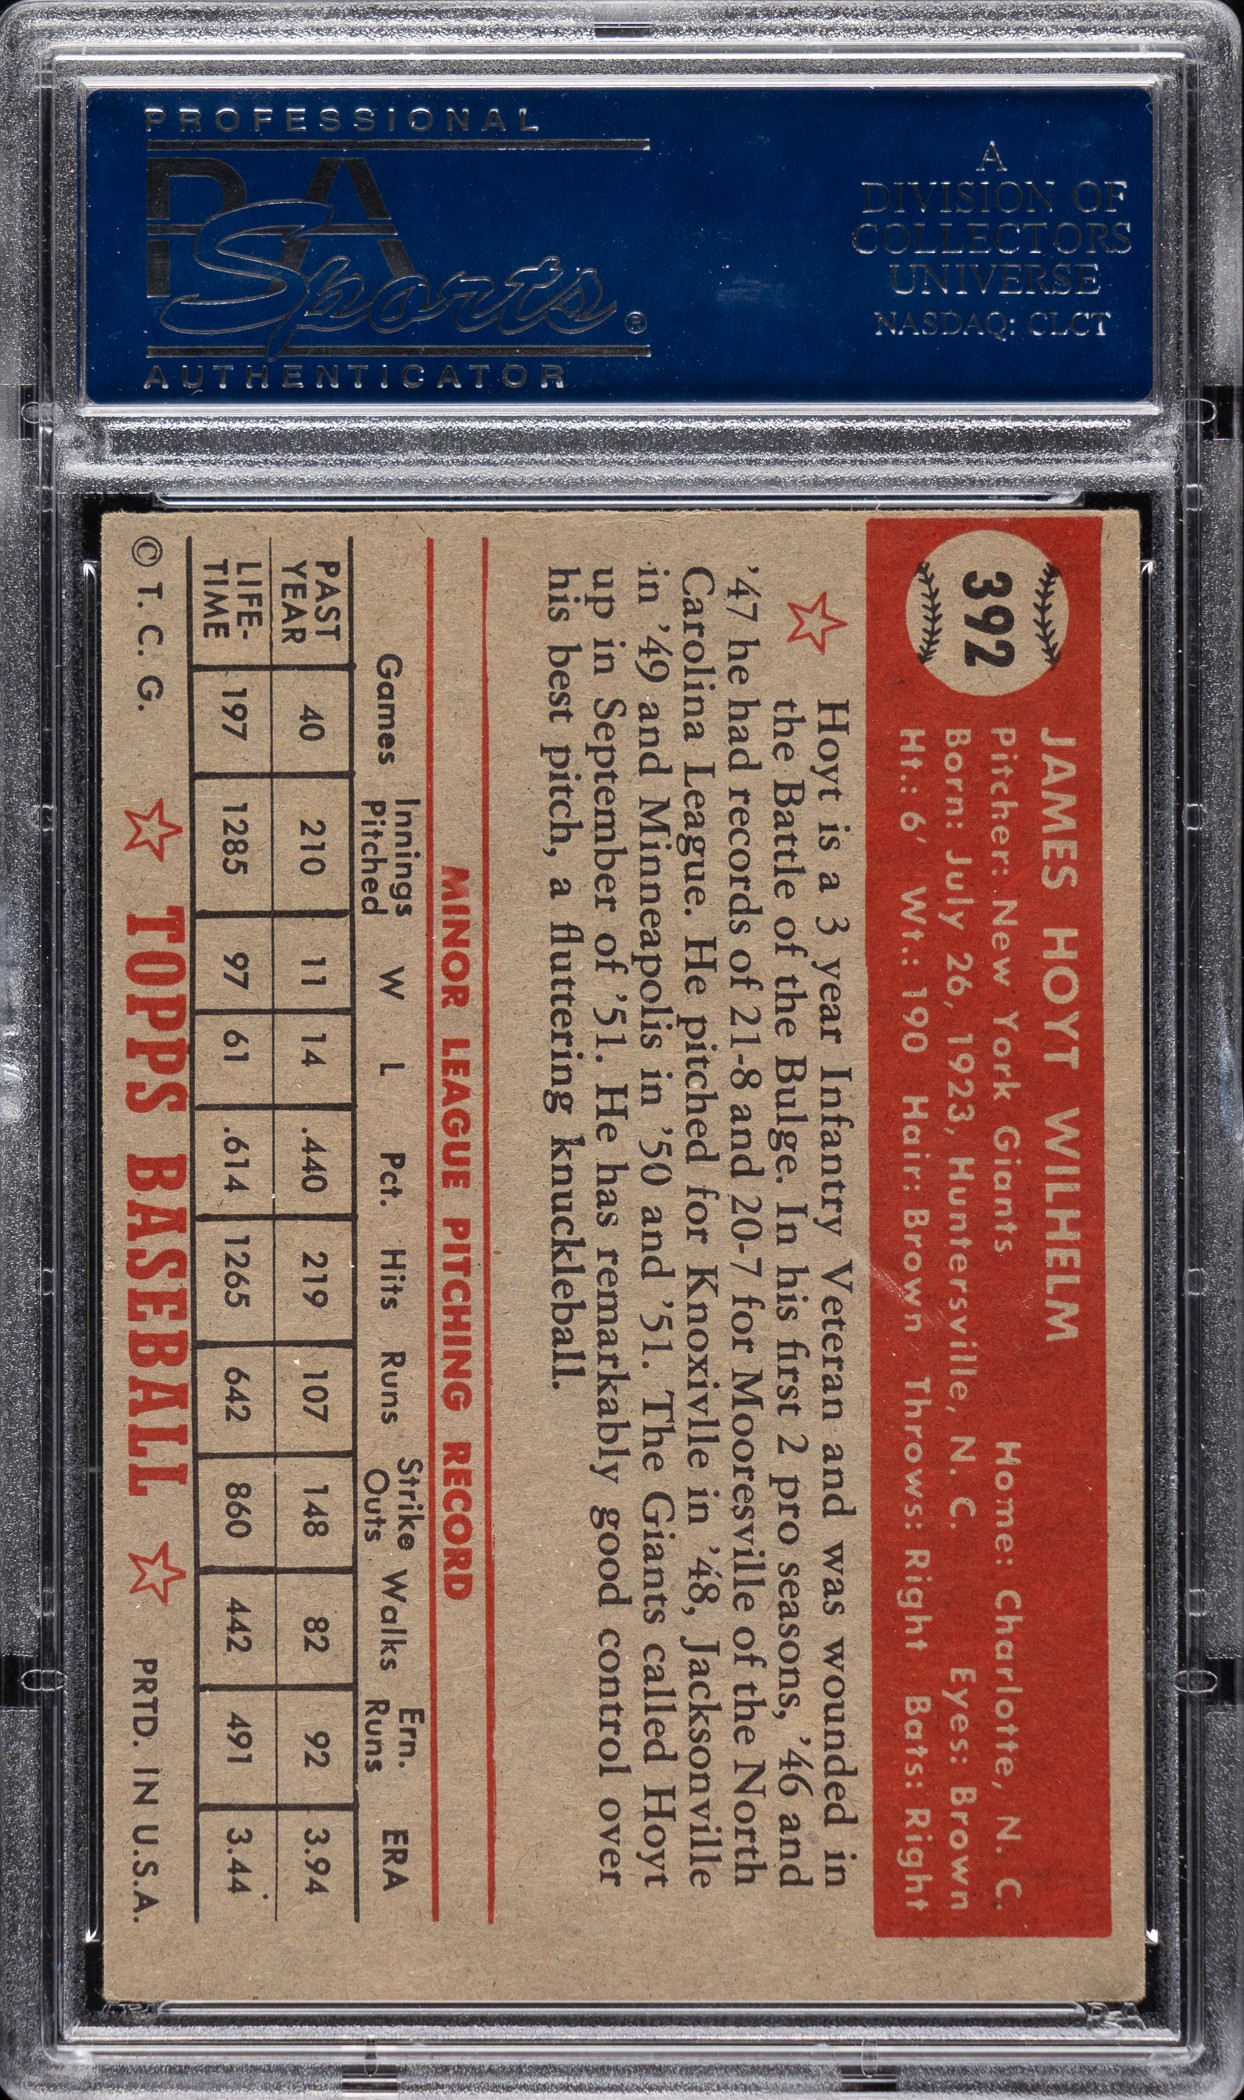 PROFESSIONAL
PSA
Sports®
AUTHENTICATOR
A
DIVISION OF
COLLECTORS
UNIVERSE
NASDAQ: CLCT
392
JAMES HOYT WILHELM
Pitcher: New York Giants Home: Charlotte, N. C.
Born: July 26, 1923, Huntersville, N. C. Eyes: Brown
Ht.: 6' Wt.: 190 Hair: Brown Throws: Right Bats: Right
Hoyt is a 3 year Infantry Veteran and was wounded in
the Battle of the Bulge. In his first 2 pro seasons, '46 and
'47 he had records of 21-8 and 20-7 for Mooresville of the North
Carolina League. He pitched for Knoxivlle in '48, Jacksonville
in '49 and Minneapolis in '50 and '51. The Giants called Hoyt
up in September of '51. He has remarkably good control over
his best pitch, a fluttering knuckleball.
MINOR LEAGUE PITCHING RECORD
Games Innings Pitched W L Pct. Hits Runs Strike Outs Walks Ern. Runs ERA
PAST YEAR 40 210 11 14 .440 219 107 148 82 92 3.94
LIFE-TIME 197 1285 97 61 .614 1265 642 860 442 491 3.44
© T. C. G. TOPPS BASEBALL PRTD. IN U.S.A.
PSA